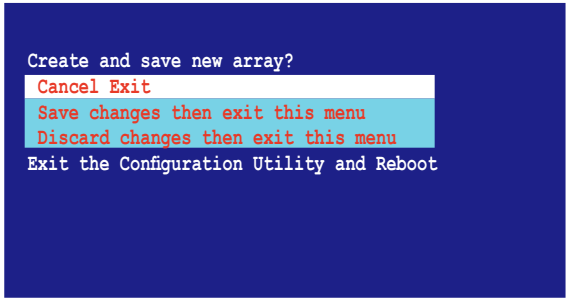 Create and save new array?
Cancel Exit
Save changes then exit this menu
Discard changes then exit this menu
Exit the Configuration Utility and Reboot